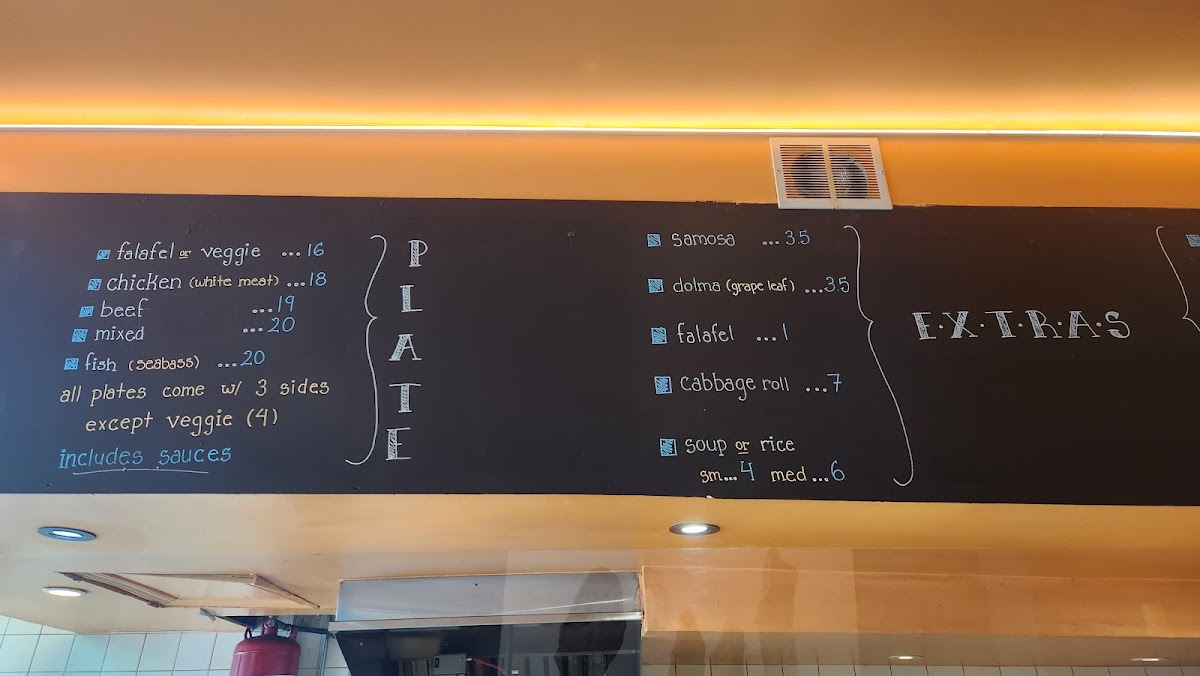 falafel or veggie ...16
chicken (white meat) ...18
beef ...19
mixed ...20
fish (seabass) ...20
all plates come w/ 3 sides
except veggie (4)
includes sauces
PLATE
samosa ...3.5
dolma (grape leaf) ...3.5
falafel ...1
cabbage roll ...7
soup or rice
sm...4 med...6
E·X·T·R·A·S